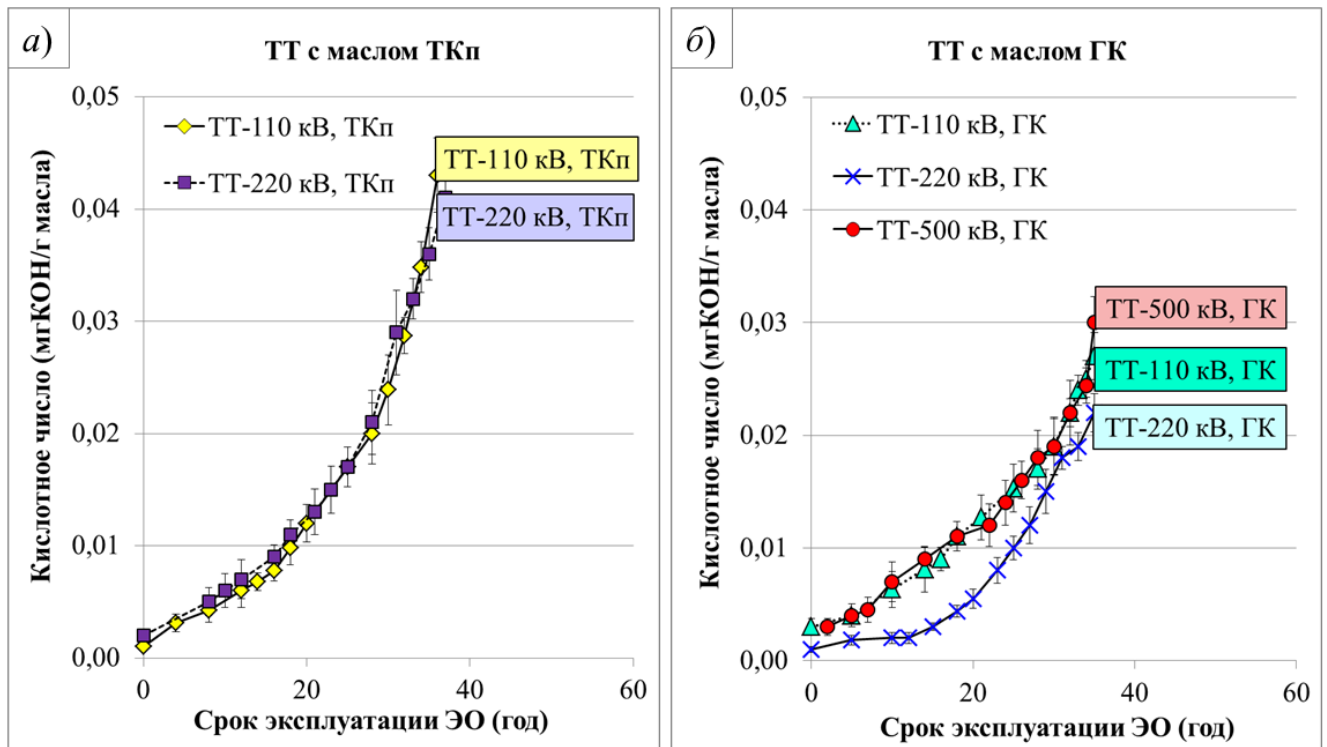 а)
ТТ с маслом ТКп
Кислотное число (мгКОН/г масла)
0,05
0,04
0,03
0,02
0,01
0,00
ТТ-110 кВ, ТКп
ТТ-220 кВ, ТКп
ТТ-110 кВ, ТКп
ТТ-220 кВ, ТКп
0
20
40
60
Срок эксплуатации ЭО (год)
б)
ТТ с маслом ГК
Кислотное число (мгКОН/г масла)
0,05
0,04
0,03
0,02
0,01
0,00
ТТ-110 кВ, ГК
ТТ-220 кВ, ГК
ТТ-500 кВ, ГК
ТТ-500 кВ, ГК
ТТ-110 кВ, ГК
ТТ-220 кВ, ГК
0
20
40
60
Срок эксплуатации ЭО (год)